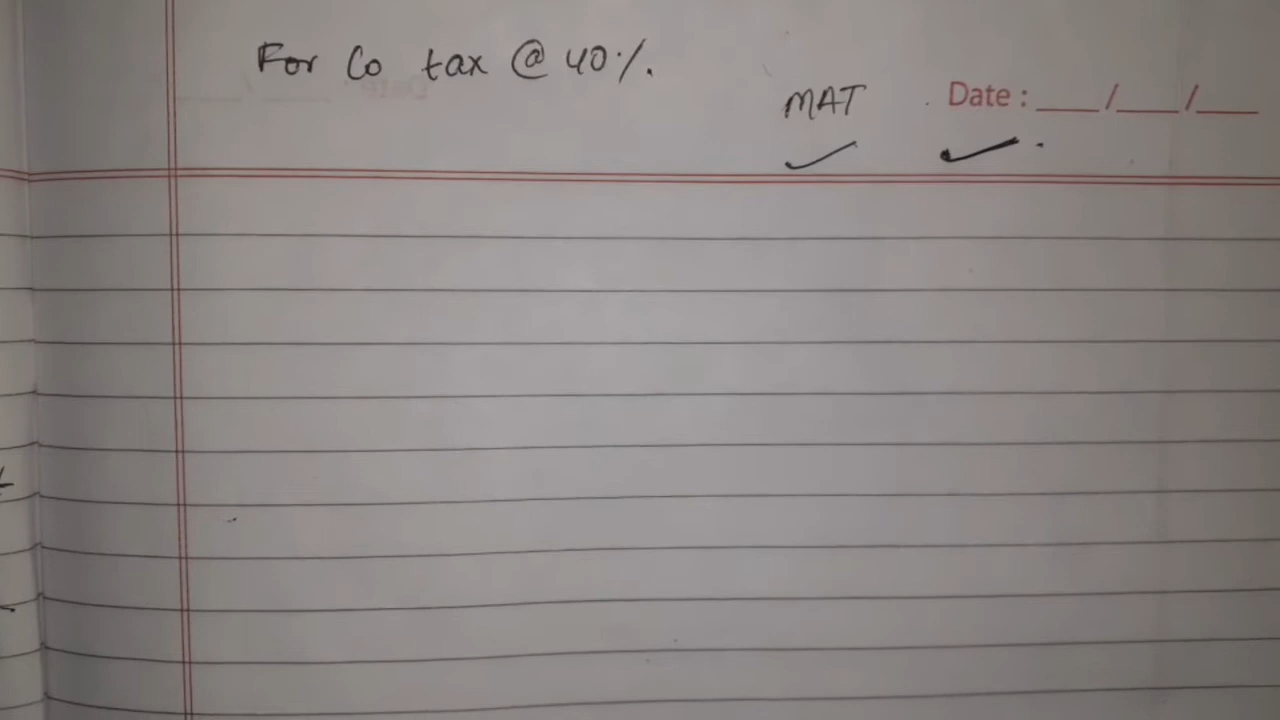 For Co tax @ 40%.
MAT
Date : ___/___/___